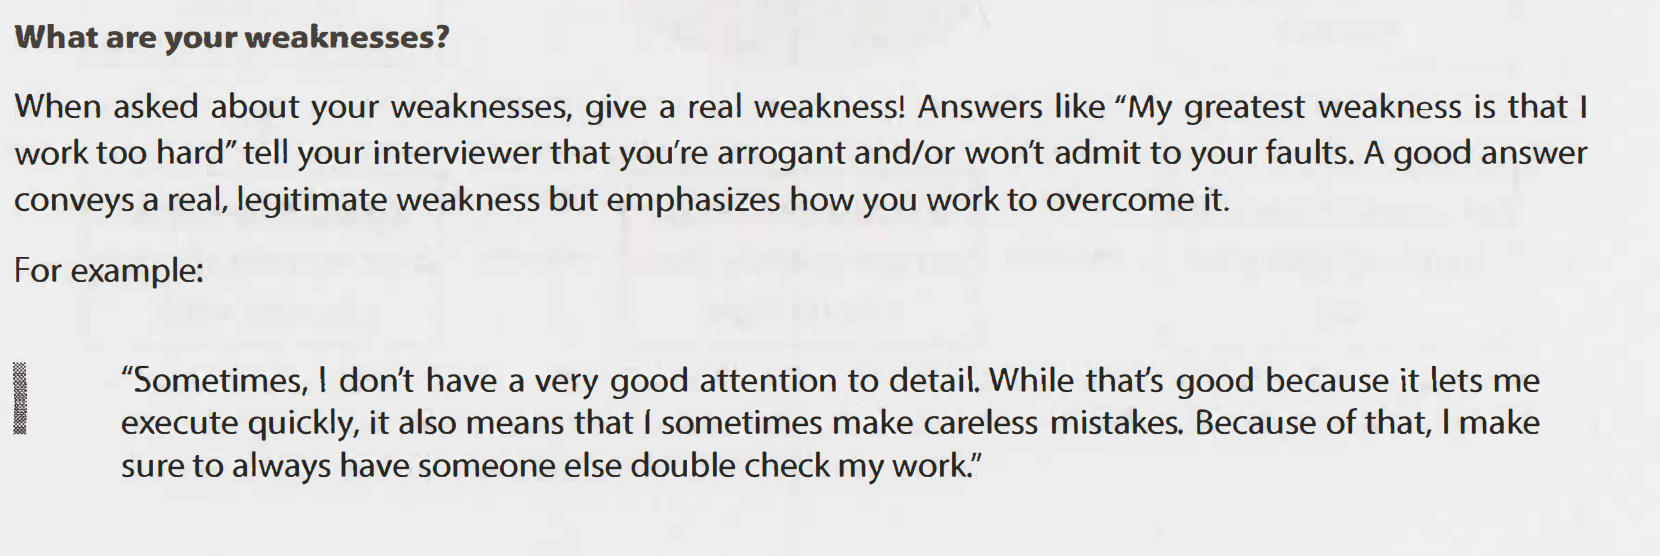 What are your weaknesses?
When asked about your weaknesses, give a real weakness! Answers like “My greatest weakness is that I
work too hard” tell your interviewer that you’re arrogant and/or won’t admit to your faults. A good answer
conveys a real, legitimate weakness but emphasizes how you work to overcome it.
For example:
“Sometimes, I don’t have a very good attention to detail. While that’s good because it lets me
execute quickly, it also means that I sometimes make careless mistakes. Because of that, I make
sure to always have someone else double check my work.”